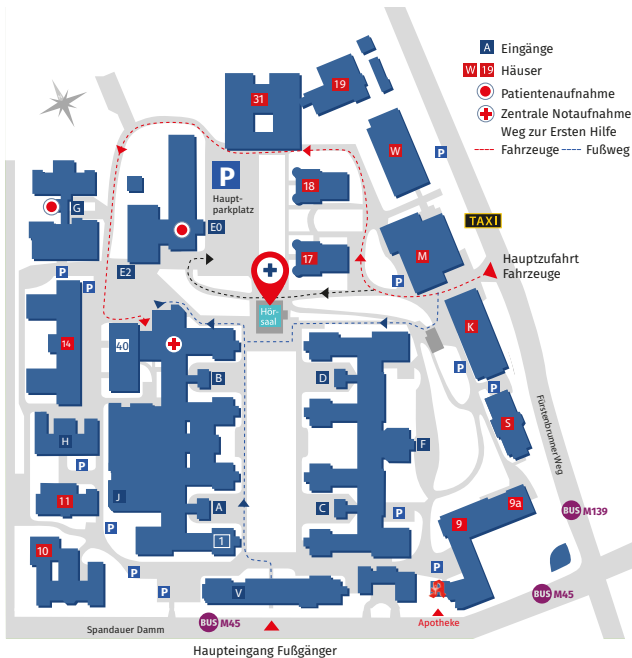 A Eingänge
W 19 Häuser
Patientenaufnahme
Zentrale Notaufnahme
Weg zur Ersten Hilfe
Fahrzeuge Fußweg
19
31
W
P
18
P
Haupt-
parkplatz
G
E0
TAXI
17
M
Hauptzufahrt
Fahrzeuge
E2
P
P
P
Hör-
saal
K
14
40
P
B
D
P
S
Fürstenbrunner Weg
H
F
P
11
J
A
C
P
9
9a
BUS M139
P
1
10
P
P
P
V
BUS M45
Apotheke
Spandauer Damm
BUS M45
Haupteingang Fußgänger